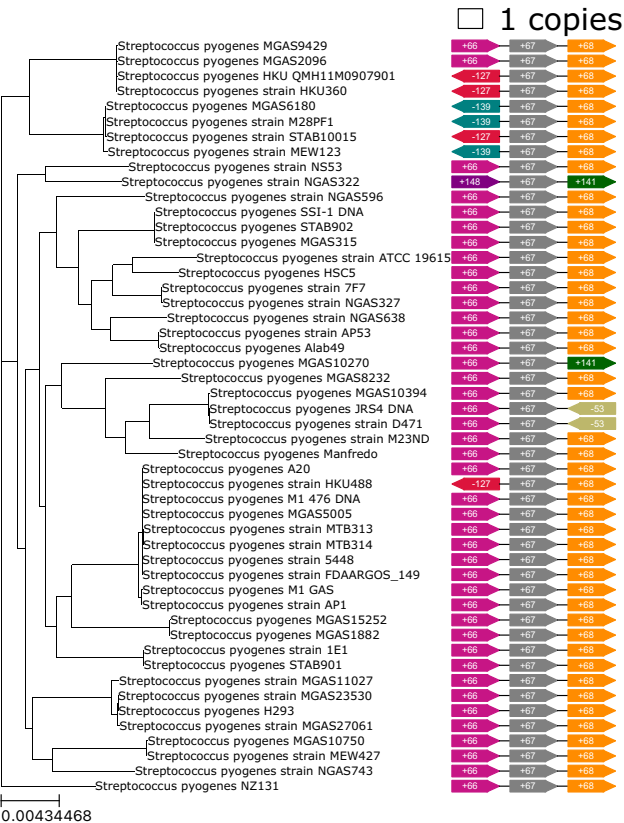 1 copies
Streptococcus pyogenes MGAS9429 +66 +67 +68
Streptococcus pyogenes MGAS2096 +66 +67 +68
Streptococcus pyogenes HKU QMH11M0907901 -127 +67 +68
Streptococcus pyogenes strain HKU360 -127 +67 +68
Streptococcus pyogenes MGAS6180 -139 +67 +68
Streptococcus pyogenes strain M28PF1 -139 +67 +68
Streptococcus pyogenes strain STAB10015 -127 +67 +68
Streptococcus pyogenes strain MEW123 -139 +67 +68
Streptococcus pyogenes strain NS53 +66 +67 +68
Streptococcus pyogenes strain NGAS322 +148 +67 +141
Streptococcus pyogenes strain NGAS596 +66 +67 +68
Streptococcus pyogenes SSI-1 DNA +66 +67 +68
Streptococcus pyogenes STAB902 +66 +67 +68
Streptococcus pyogenes MGAS315 +66 +67 +68
Streptococcus pyogenes strain ATCC 19615 +66 +67 +68
Streptococcus pyogenes HSC5 +66 +67 +68
Streptococcus pyogenes strain 7F7 +66 +67 +68
Streptococcus pyogenes strain NGAS327 +66 +67 +68
Streptococcus pyogenes strain NGAS638 +66 +67 +68
Streptococcus pyogenes strain AP53 +66 +67 +68
Streptococcus pyogenes Alab49 +66 +67 +68
Streptococcus pyogenes MGAS10270 +66 +67 +141
Streptococcus pyogenes MGAS8232 +66 +67 +68
Streptococcus pyogenes MGAS10394 +66 +67 +68
Streptococcus pyogenes JRS4 DNA +66 +67 -53
Streptococcus pyogenes strain D471 +66 +67 -53
Streptococcus pyogenes strain M23ND +66 +67 +68
Streptococcus pyogenes Manfredo +66 +67 +68
Streptococcus pyogenes A20 +66 +67 +68
Streptococcus pyogenes strain HKU488 -127 +67 +68
Streptococcus pyogenes M1 476 DNA +66 +67 +68
Streptococcus pyogenes MGAS5005 +66 +67 +68
Streptococcus pyogenes strain MTB313 +66 +67 +68
Streptococcus pyogenes strain MTB314 +66 +67 +68
Streptococcus pyogenes strain 5448 +66 +67 +68
Streptococcus pyogenes strain FDAARGOS_149 +66 +67 +68
Streptococcus pyogenes M1 GAS +66 +67 +68
Streptococcus pyogenes strain AP1 +66 +67 +68
Streptococcus pyogenes MGAS15252 +66 +67 +68
Streptococcus pyogenes MGAS1882 +66 +67 +68
Streptococcus pyogenes strain 1E1 +66 +67 +68
Streptococcus pyogenes STAB901 +66 +67 +68
Streptococcus pyogenes strain MGAS11027 +66 +67 +68
Streptococcus pyogenes strain MGAS23530 +66 +67 +68
Streptococcus pyogenes H293 +66 +67 +68
Streptococcus pyogenes strain MGAS27061 +66 +67 +68
Streptococcus pyogenes MGAS10750 +66 +67 +68
Streptococcus pyogenes strain MEW427 +66 +67 +68
Streptococcus pyogenes strain NGAS743 +66 +67 +68
Streptococcus pyogenes NZ131 +66 +67 +68
0.00434468